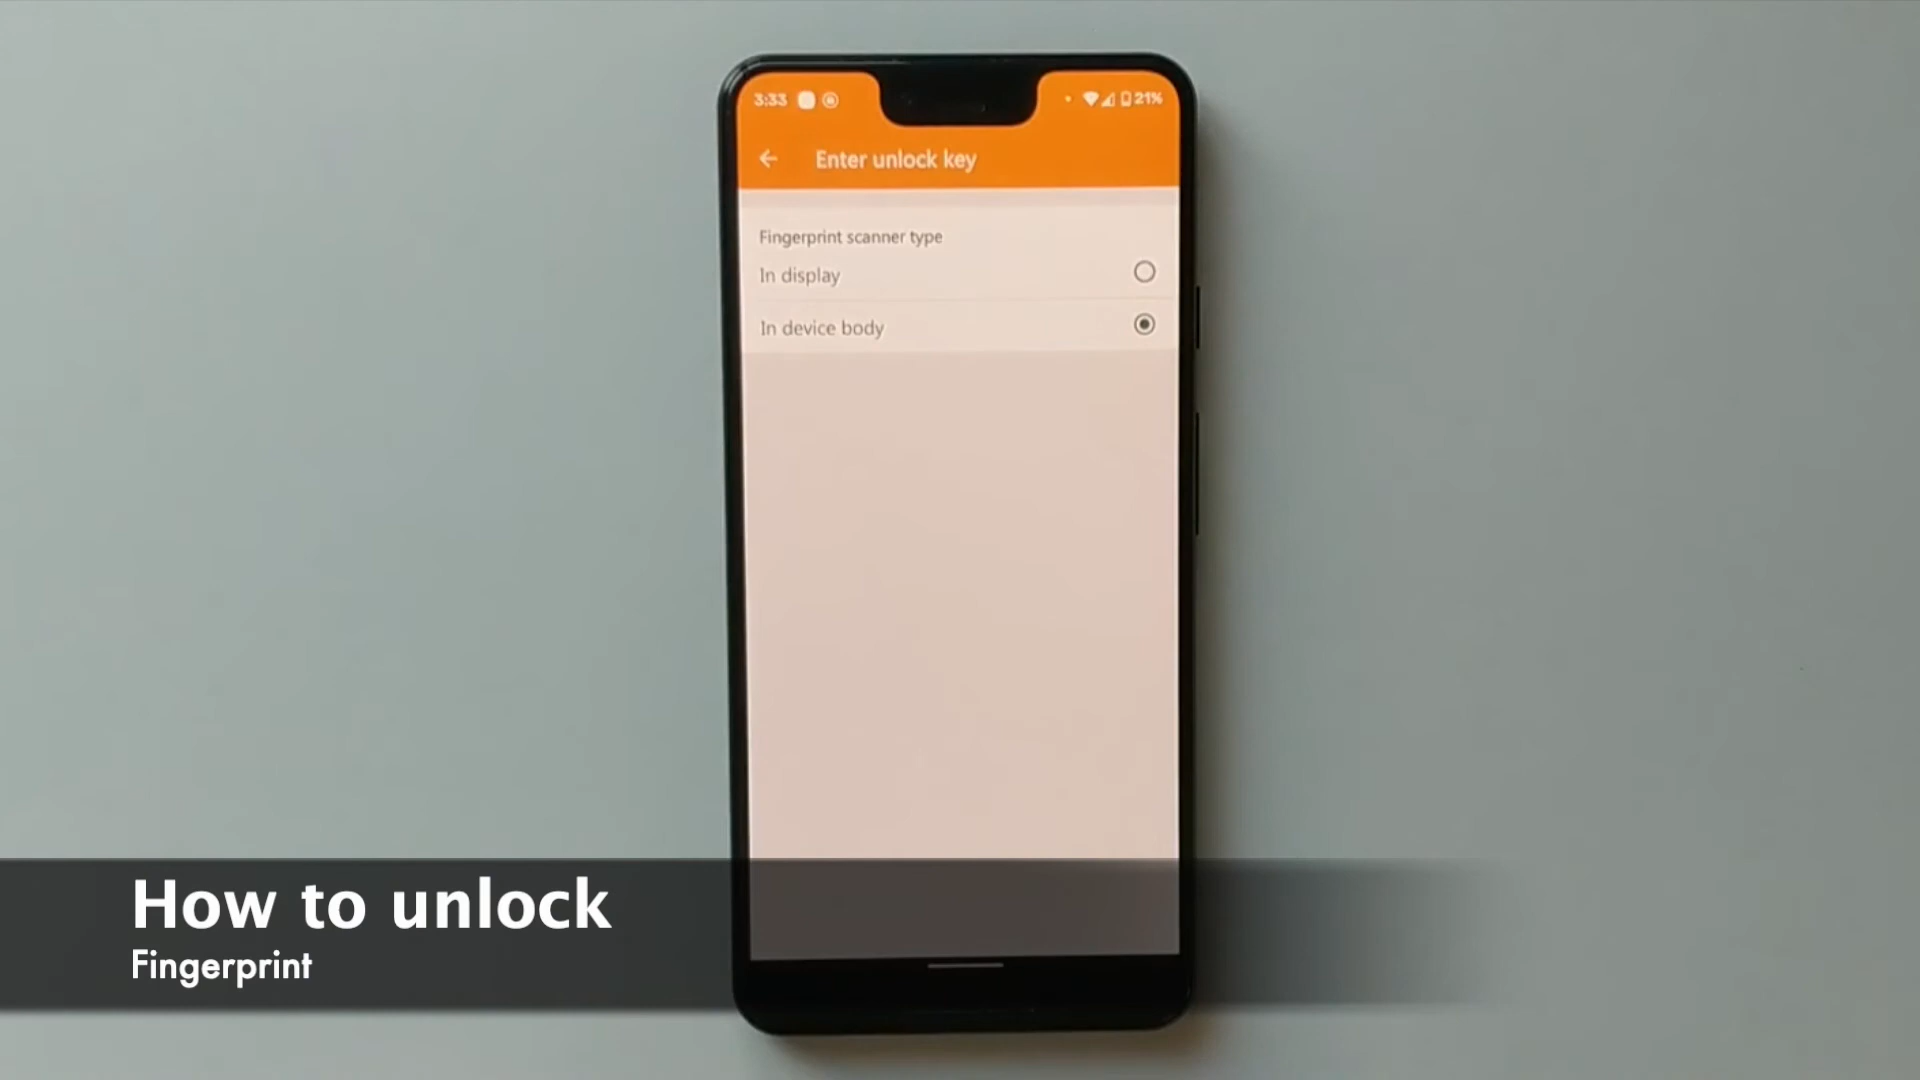 3:33 21%
Enter unlock key
Fingerprint scanner type
In display
In device body
How to unlock
Fingerprint